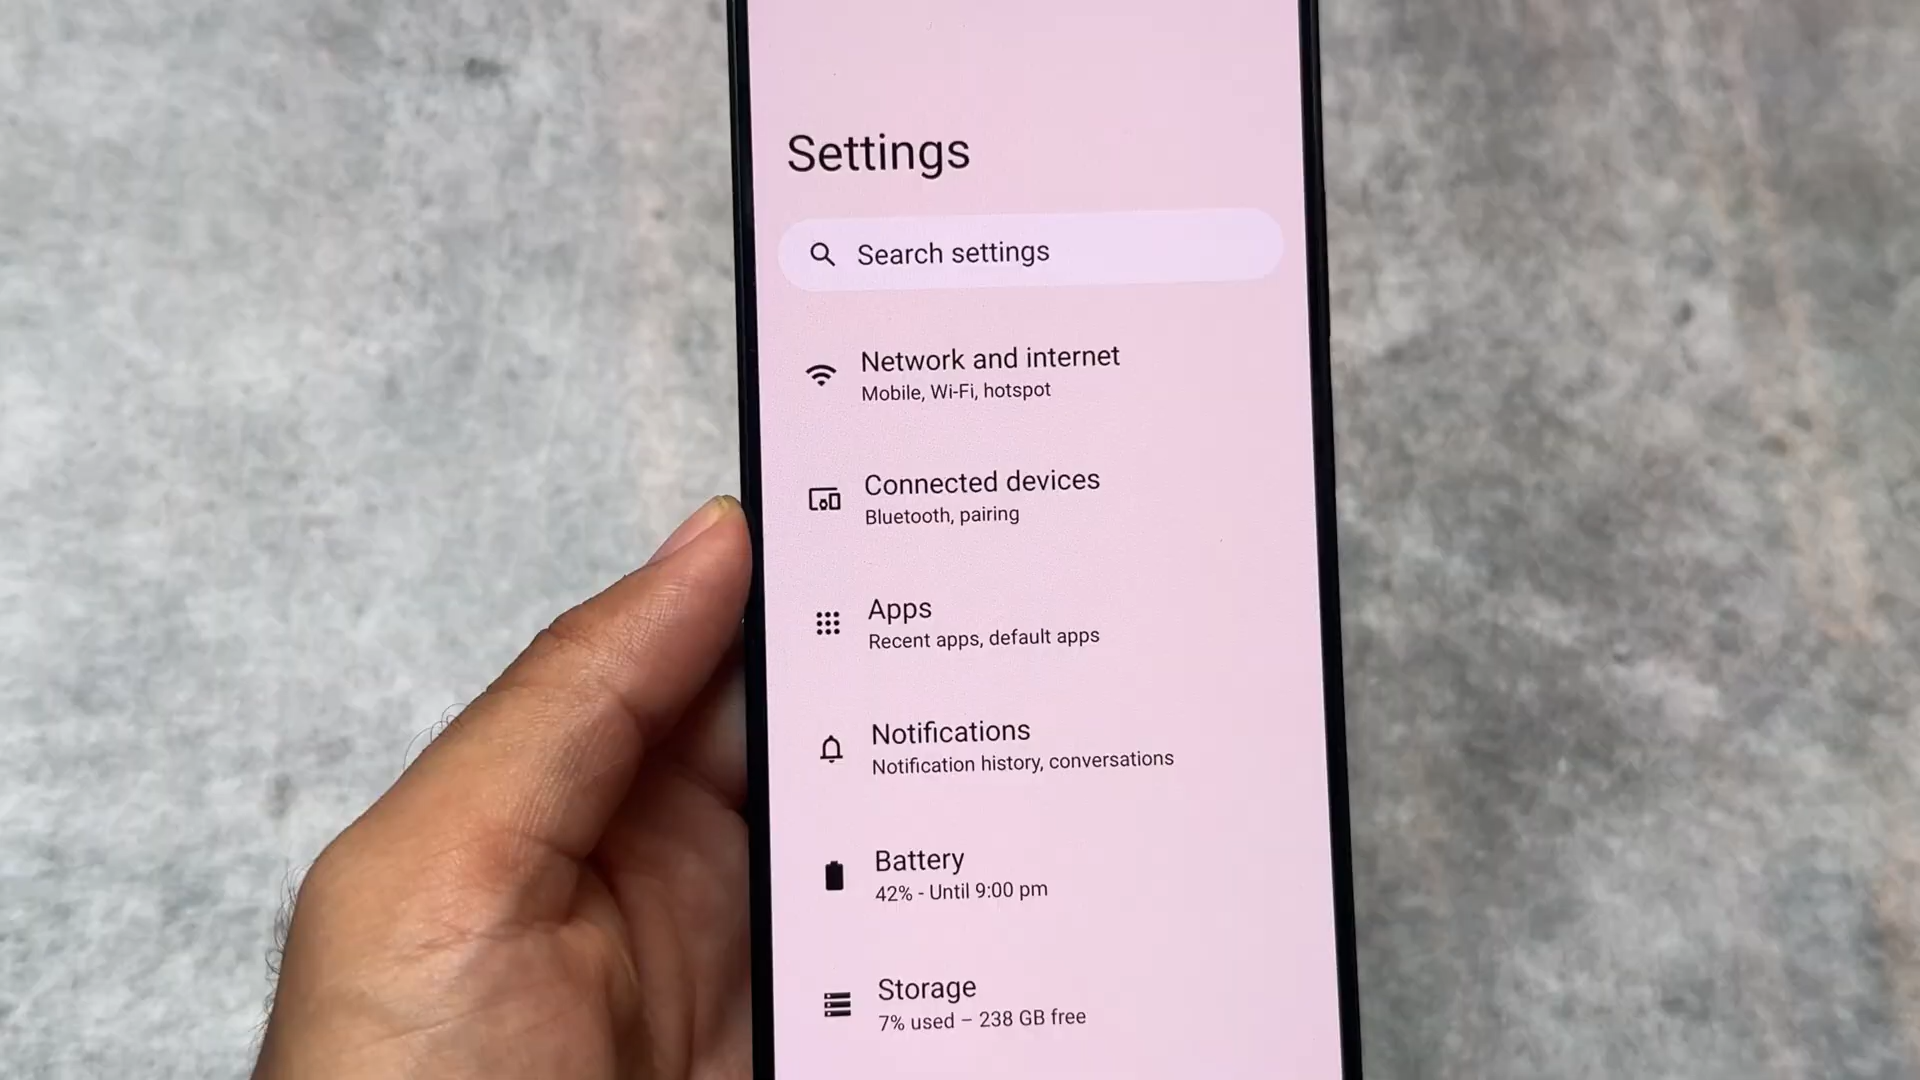 Settings
Search settings
Network and internet
Mobile, Wi-Fi, hotspot
Connected devices
Bluetooth, pairing
Apps
Recent apps, default apps
Notifications
Notification history, conversations
Battery
42% - Until 9:00 pm
Storage
7% used – 238 GB free